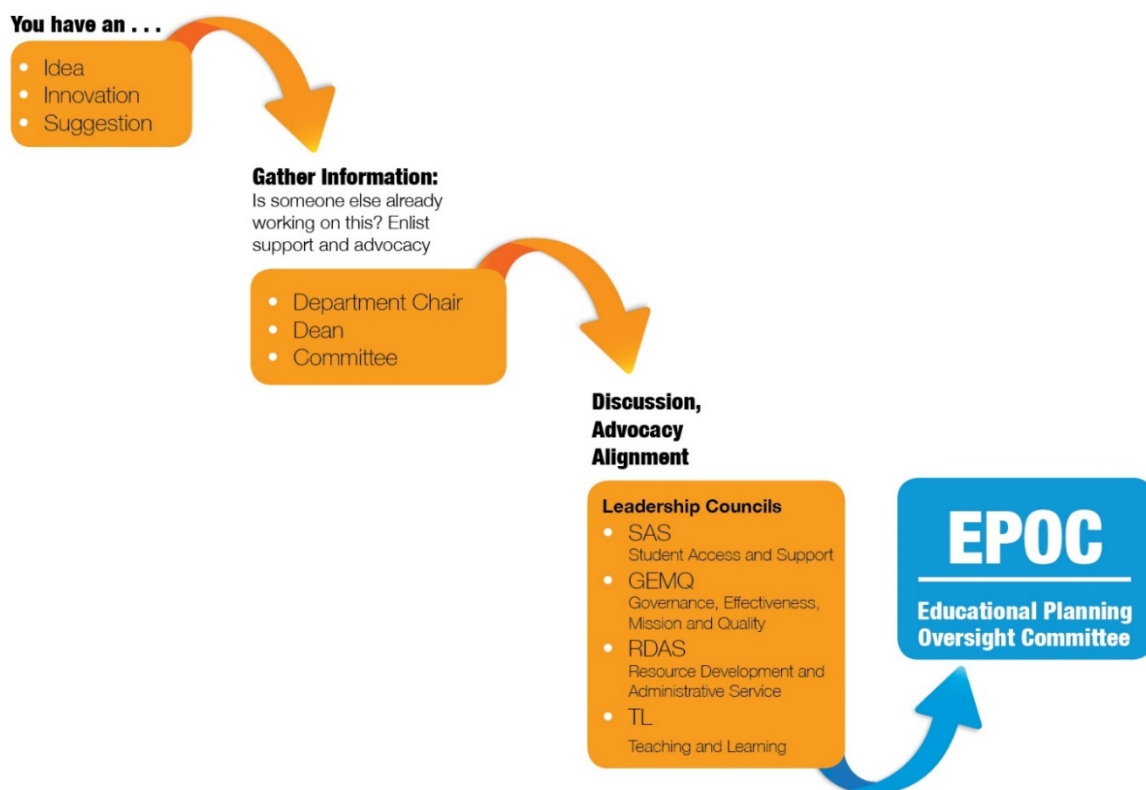 You have an . . .
Idea
Innovation
Suggestion
Gather Information:
Is someone else already
working on this? Enlist
support and advocacy
Department Chair
Dean
Committee
Discussion,
Advocacy
Alignment
Leadership Councils
SAS
Student Access and Support
GEMQ
Governance, Effectiveness,
Mission and Quality
RDAS
Resource Development and
Administrative Service
TL
Teaching and Learning
EPOC
Educational Planning
Oversight Committee